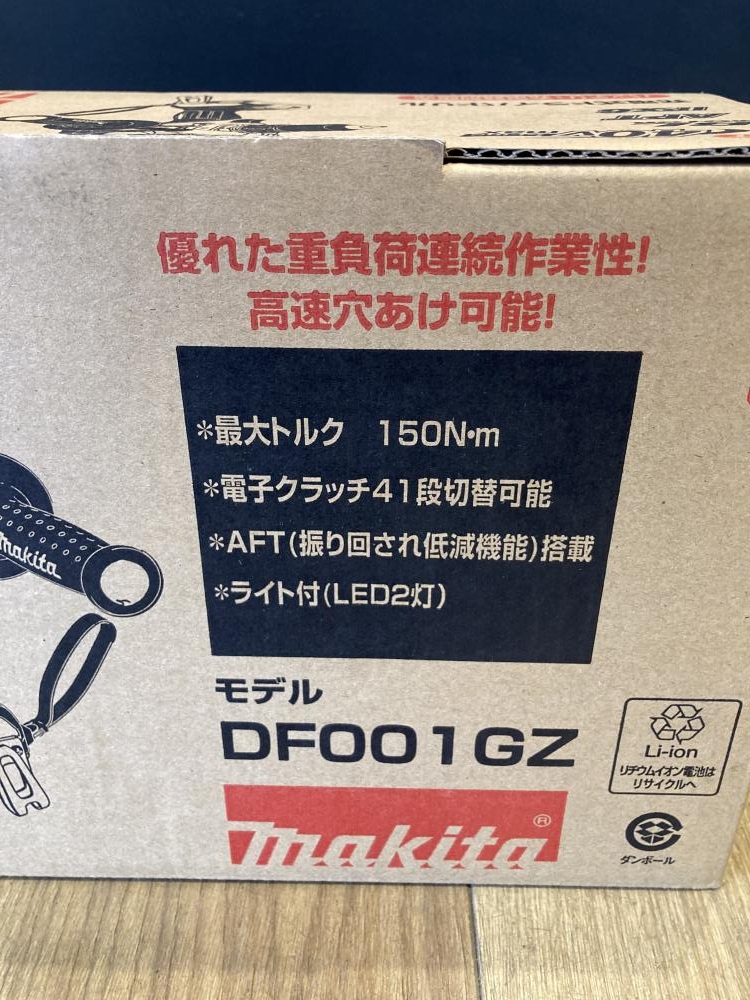 優れた重負荷連続作業性!
高速穴あけ可能!
*最大トルク 150N・m
*電子クラッチ41段切替可能
*AFT(振り回され低減機能)搭載
*ライト付(LED2灯)
makita
モデル
DF001GZ
makita®
Li-ion
リチウムイオン電池は
リサイクルへ
ダンボール